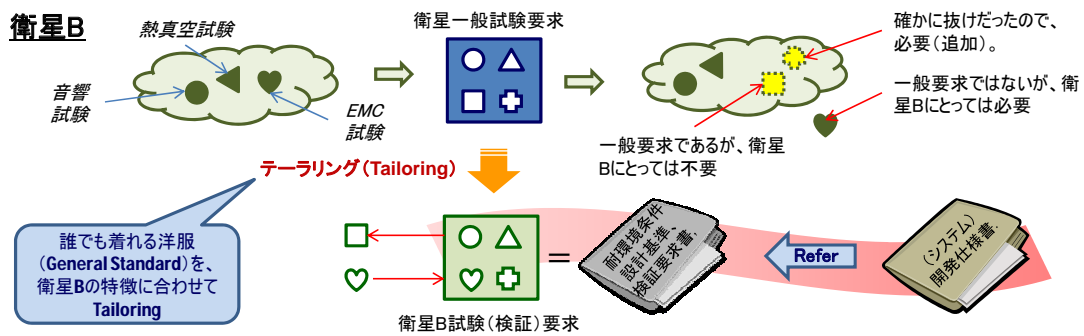 衛星B
熱真空試験
音響
試験
EMC
試験
衛星一般試験要求
確かに抜けだったので、
必要（追加）。
一般要求ではないが、衛
星Bにとっては必要
一般要求であるが、衛星
Bにとっては不要
テーラリング（Tailoring）
誰でも着れる洋服
（General Standard）を、
衛星Bの特徴に合わせて
Tailoring
＝
耐環境条件
設計基準、
検証要求書.
Refer
（システム）
開発仕様書.
衛星B試験（検証）要求